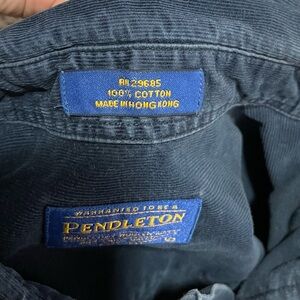 RN 29685
100% COTTON
MADE IN HONG KONG
WARRANTED TO BE A
PENDLETON